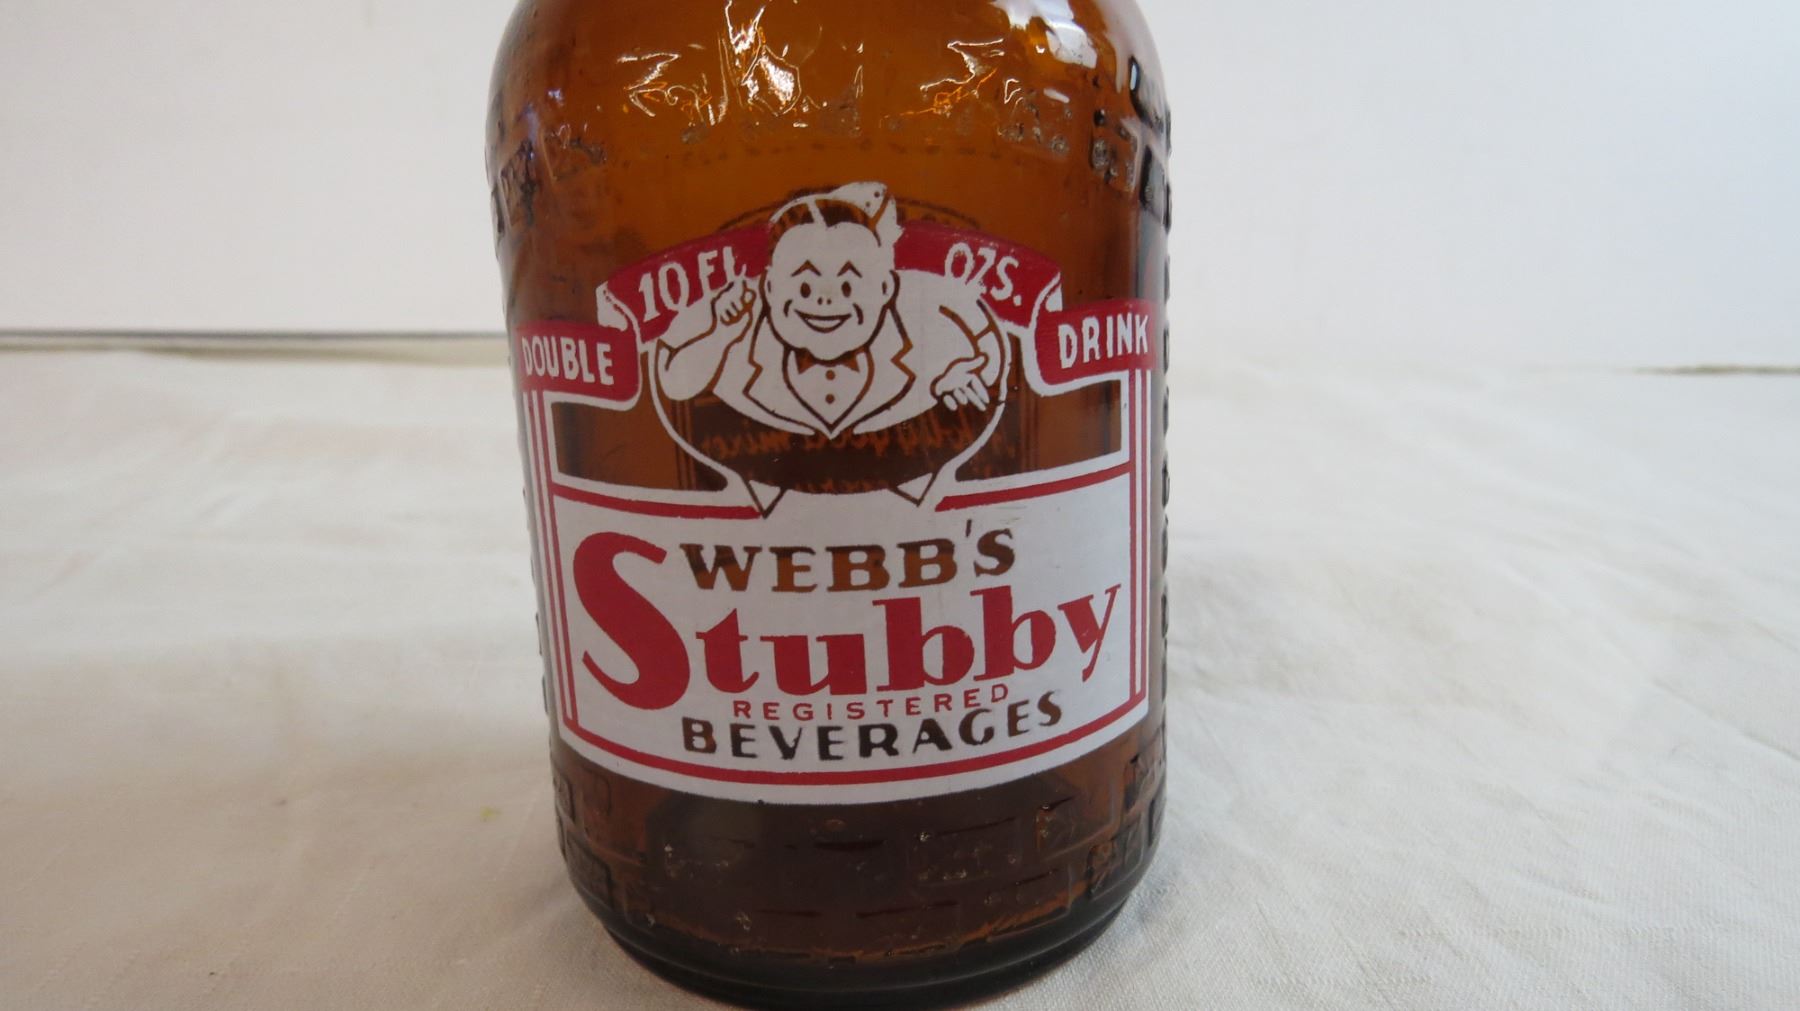 10 FL OZS.
DOUBLE DRINK
WEBB'S
Stubby
REGISTERED
BEVERAGES